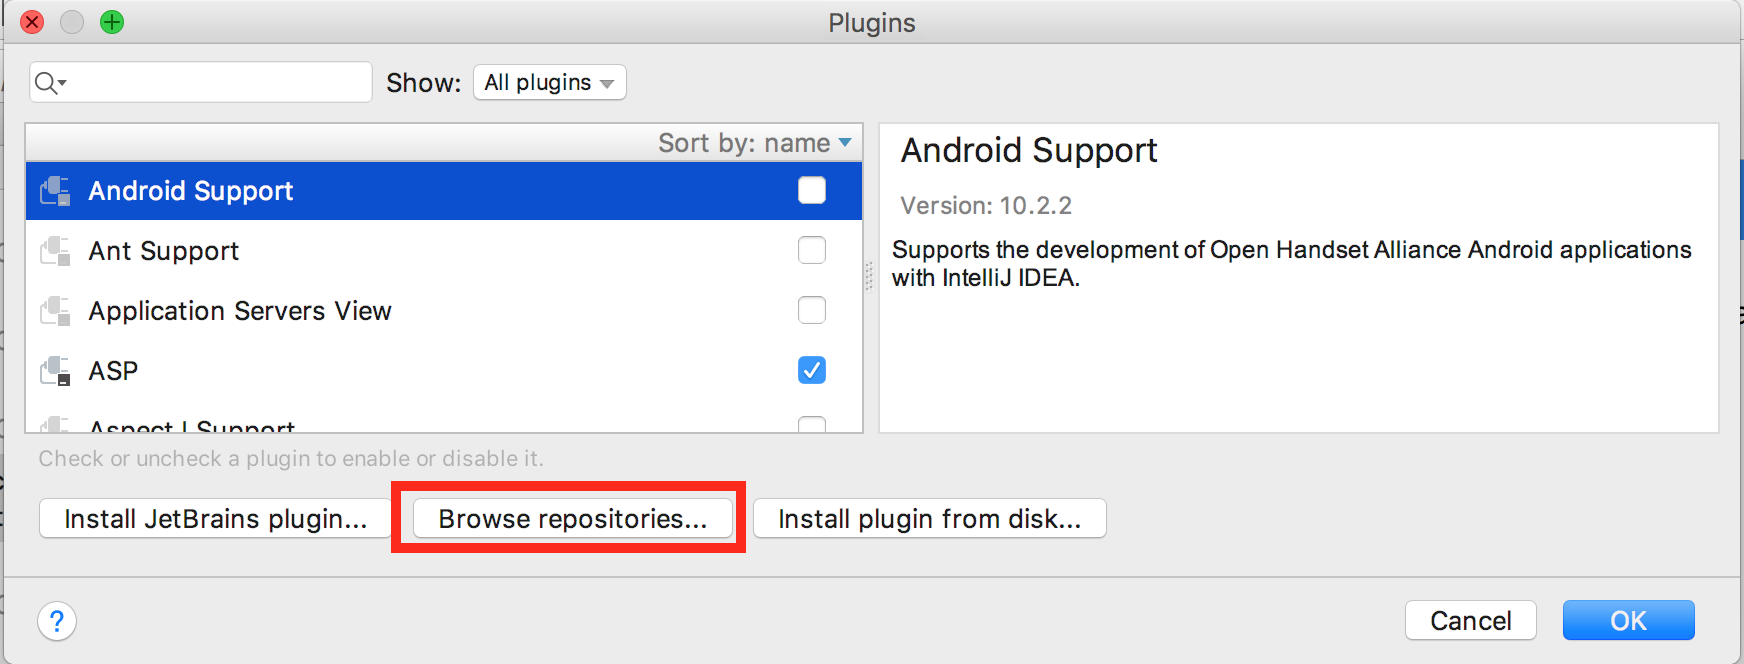 Plugins
Show: All plugins
Sort by: name
Android Support
Ant Support
Application Servers View
ASP
AspectJ Support
Android Support
Version: 10.2.2
Supports the development of Open Handset Alliance Android applications
with IntelliJ IDEA.
Check or uncheck a plugin to enable or disable it.
Install JetBrains plugin...
Browse repositories...
Install plugin from disk...
?
Cancel
OK